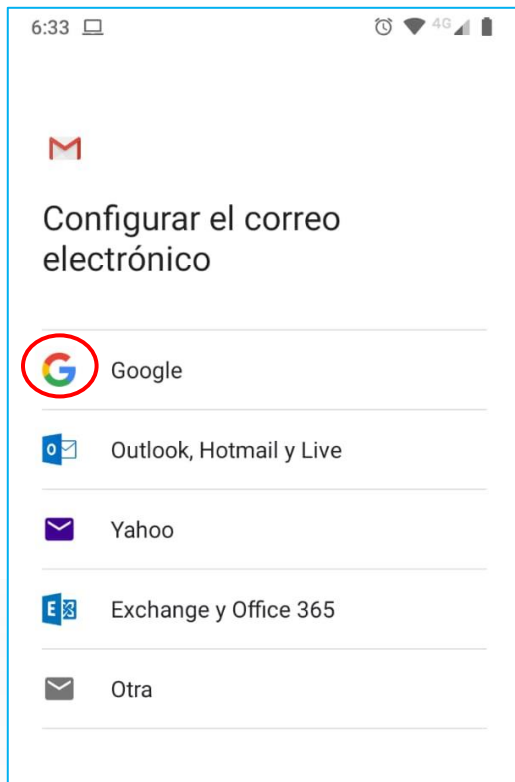 6:33 4G
Configurar el correo
electrónico
Google
Outlook, Hotmail y Live
Yahoo
Exchange y Office 365
Otra